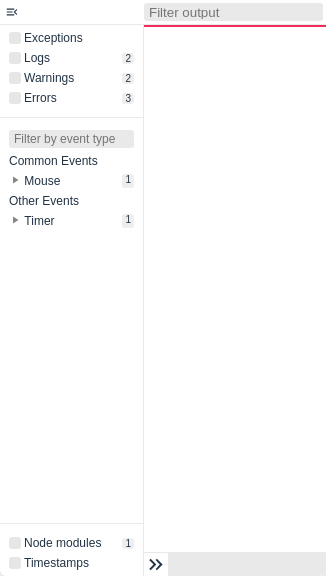 Filter output
Exceptions
Logs 2
Warnings 2
Errors 3
Filter by event type
Common Events
Mouse 1
Other Events
Timer 1
Node modules 1
Timestamps